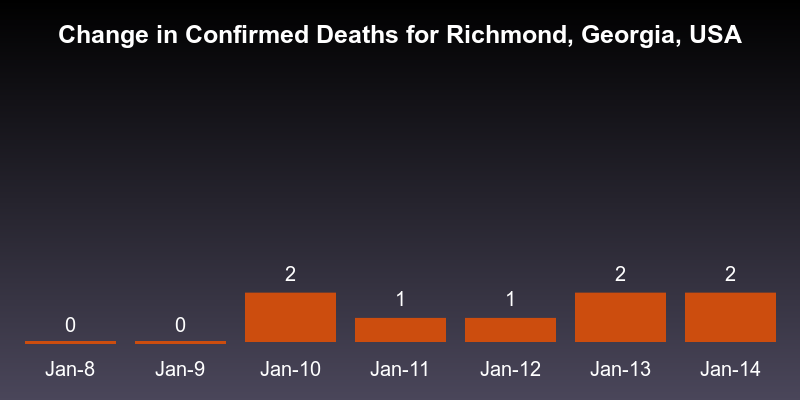 Change in Confirmed Deaths for Richmond, Georgia, USA
0 0 2 1 1 2 2
Jan-8 Jan-9 Jan-10 Jan-11 Jan-12 Jan-13 Jan-14